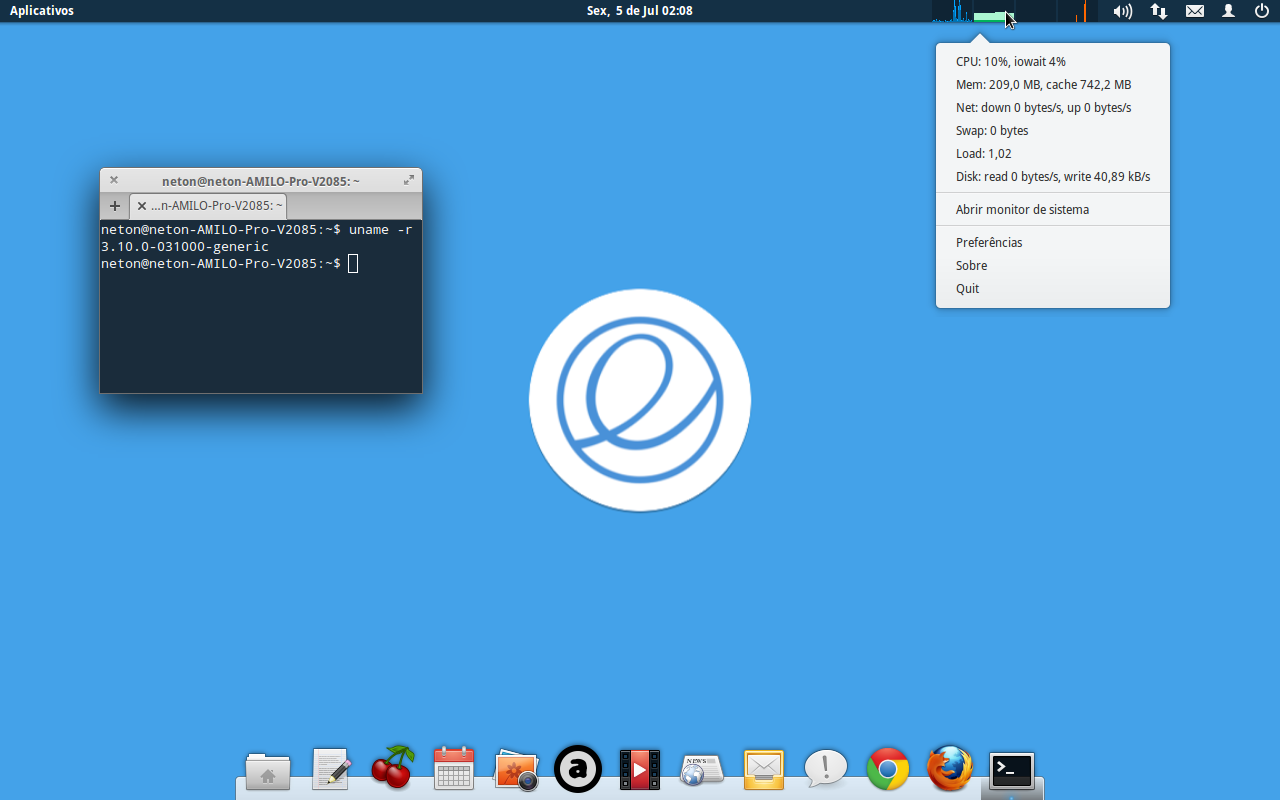 Aplicativos
Sex, 5 de Jul 02:08
CPU: 10%, iowait 4%
Mem: 209,0 MB, cache 742,2 MB
Net: down 0 bytes/s, up 0 bytes/s
Swap: 0 bytes
Load: 1,02
Disk: read 0 bytes/s, write 40,89 kB/s
Abrir monitor de sistema
Preferências
Sobre
Quit
neton@neton-AMILO-Pro-V2085: ~
...n-AMILO-Pro-V2085: ~
neton@neton-AMILO-Pro-V2085:~$ uname -r
3.10.0-031000-generic
neton@neton-AMILO-Pro-V2085:~$
e
a
NEWS
>_